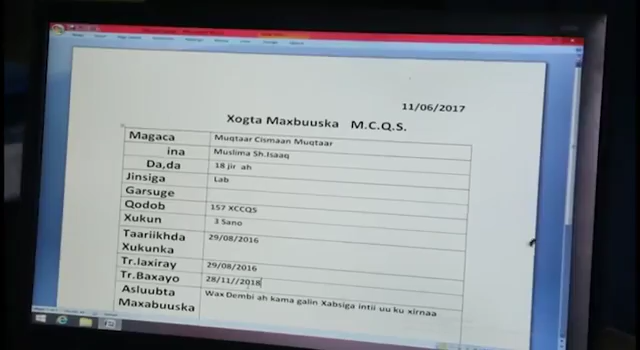 11/06/2017
Xogta Maxbuuska M.C.Q.S.
Magaca Muqtaar Cismaan Muqtaar
ina Muslima Sh.Isaaq
Da,da 18 jir ah
Jinsiga Lab
Garsuge
Qodob 157 XCCQS
Xukun 3 Sano
Taariikhda 29/08/2016
Xukunka
Tr.laxiray 29/08/2016
Tr.Baxayo 28/11//2018
Asluubta Wax Dembi ah kama galin Xabsiga intii uu ku xirnaa
Maxabuuska